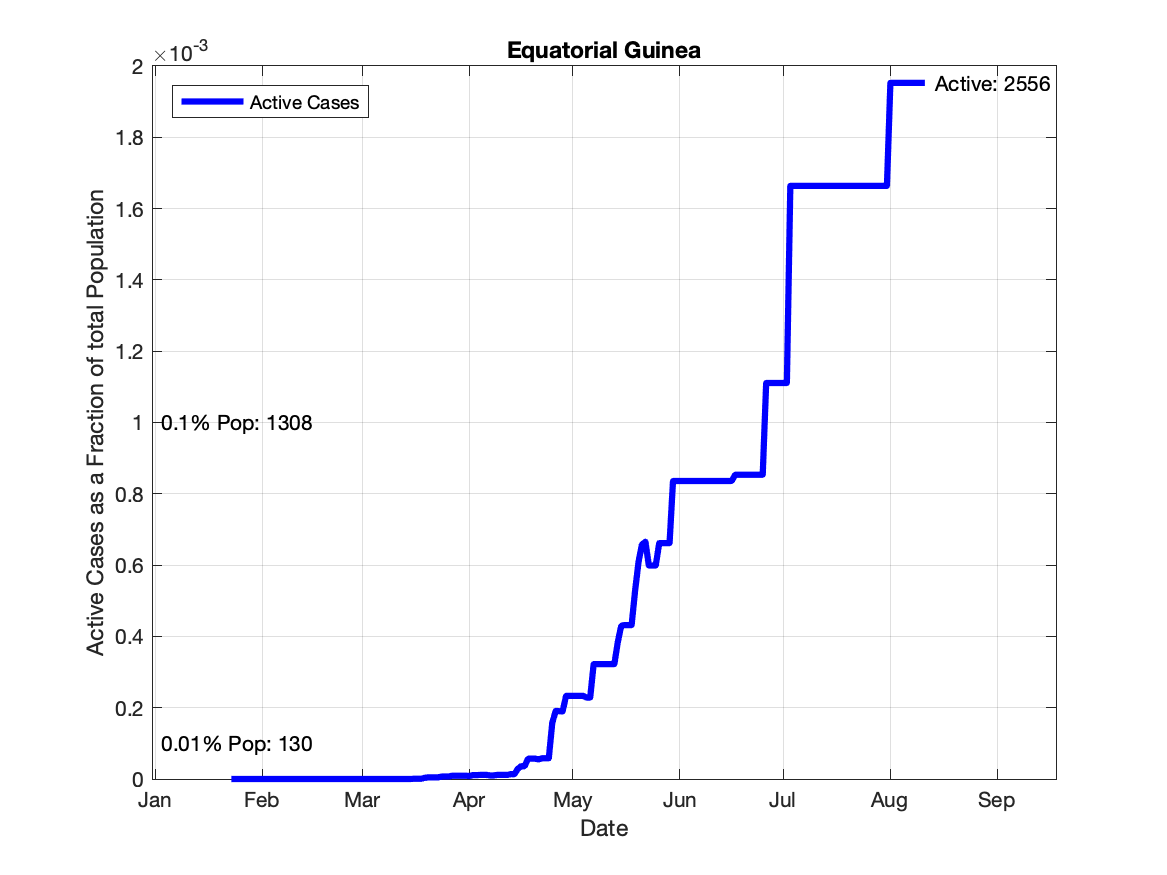 Equatorial Guinea
×10-3
2
1.8
1.6
1.4
1.2
1
0.8
0.6
0.4
0.2
0
Active Cases as a Fraction of total Population
Active Cases
Active: 2556
0.1% Pop: 1308
0.01% Pop: 130
Jan Feb Mar Apr May Jun Jul Aug Sep
Date